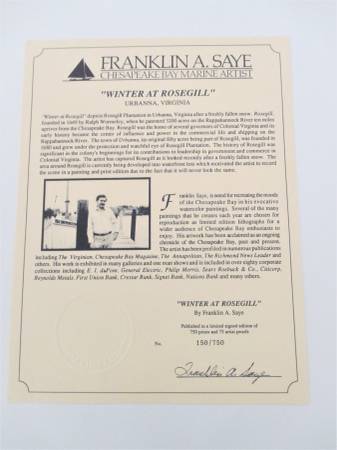 FRANKLIN A. SAYE
CHESAPEAKE BAY MARINE ARTIST
"WINTER AT ROSEGILL"
URBANNA, VIRGINIA
"Winter at Rosegill" depicts Rosegill Plantation in Urbanna, Virginia after a freshly fallen snow. Rosegill,
founded in 1649 by Ralph Wormeley, when he patented 3200 acres on the Rappahannock River ten miles
upriver from the Chesapeake Bay. Rosegill was the home of several governors of Colonial Virginia and its
early history became the center of influence and power in the commercial life and shipping on the
Rappahannock River. The town of Urbanna, an original fifty acres being part of Rosegill, was founded in
1680 and grew under the protection and watchful eye of Rosegill Plantation. The history of Rosegill was
significant in the colony's beginnings for its contributions to leadership in government and commerce in
Colonial Virginia. The artist has captured Rosegill as it looked recently after a freshly fallen snow. The
area around Rosegill is currently being developed into waterfront lots which motivated the artist to record
the scene in a painting and print edition due to the fact that it will never look the same.
Franklin Saye, is noted for recreating the moods
of the Chesapeake Bay in his evocative
watercolor paintings. Several of the many
paintings that he creates each year are chosen for
reproduction as limited edition lithographs for a
wider audience of Chesapeake Bay enthusiasts to
enjoy. His artwork has been acclaimed as an ongoing
chronicle of the Chesapeake Bay, past and present.
The artist has been profiled in numerous publications
including The Virginian, Chesapeake Bay Magazine, The Annapolitan, The Richmond News Leader and
others. His work is exhibited in many galleries and one man shows and is included in over eighty corporate
collections including E. I. duPont, General Electric, Philip Morris, Sears Roebuck & Co., Citicorp,
Reynolds Metals, First Union Bank, Crestar Bank, Signet Bank, Nations Bank and many others.
"WINTER AT ROSEGILL"
By Franklin A. Saye
Published in a limited signed edition of
750 prints and 75 artist proofs
No. 150/750
Franklin A. Saye